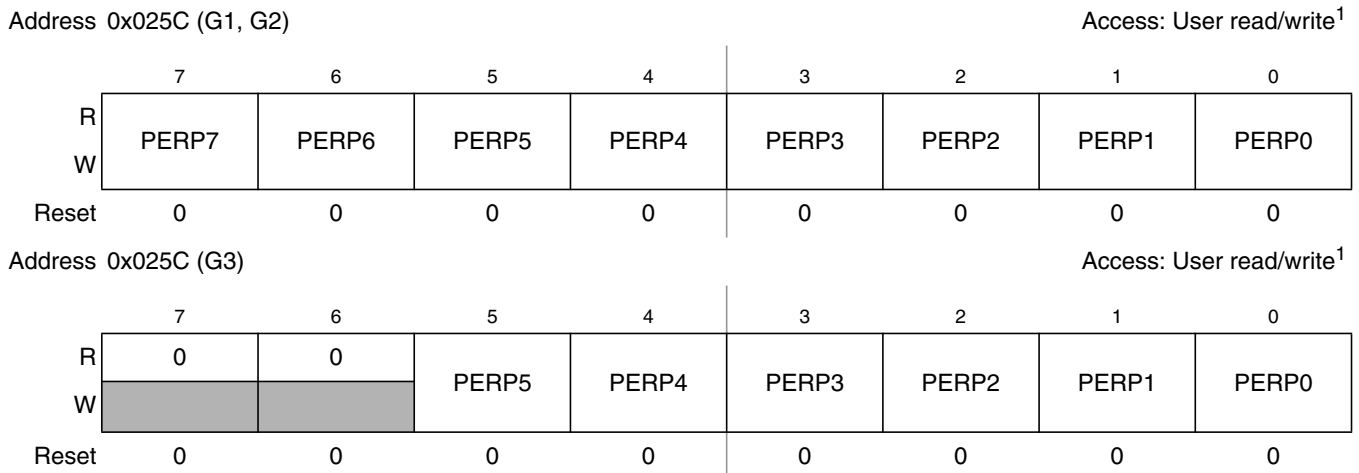 Address 0x025C (G1, G2) Access: User read/write1
7 6 5 4 3 2 1 0
R
PERP7 PERP6 PERP5 PERP4 PERP3 PERP2 PERP1 PERP0
W
Reset 0 0 0 0 0 0 0 0
Address 0x025C (G3) Access: User read/write1
7 6 5 4 3 2 1 0
R 0 0
PERP5 PERP4 PERP3 PERP2 PERP1 PERP0
W
Reset 0 0 0 0 0 0 0 0